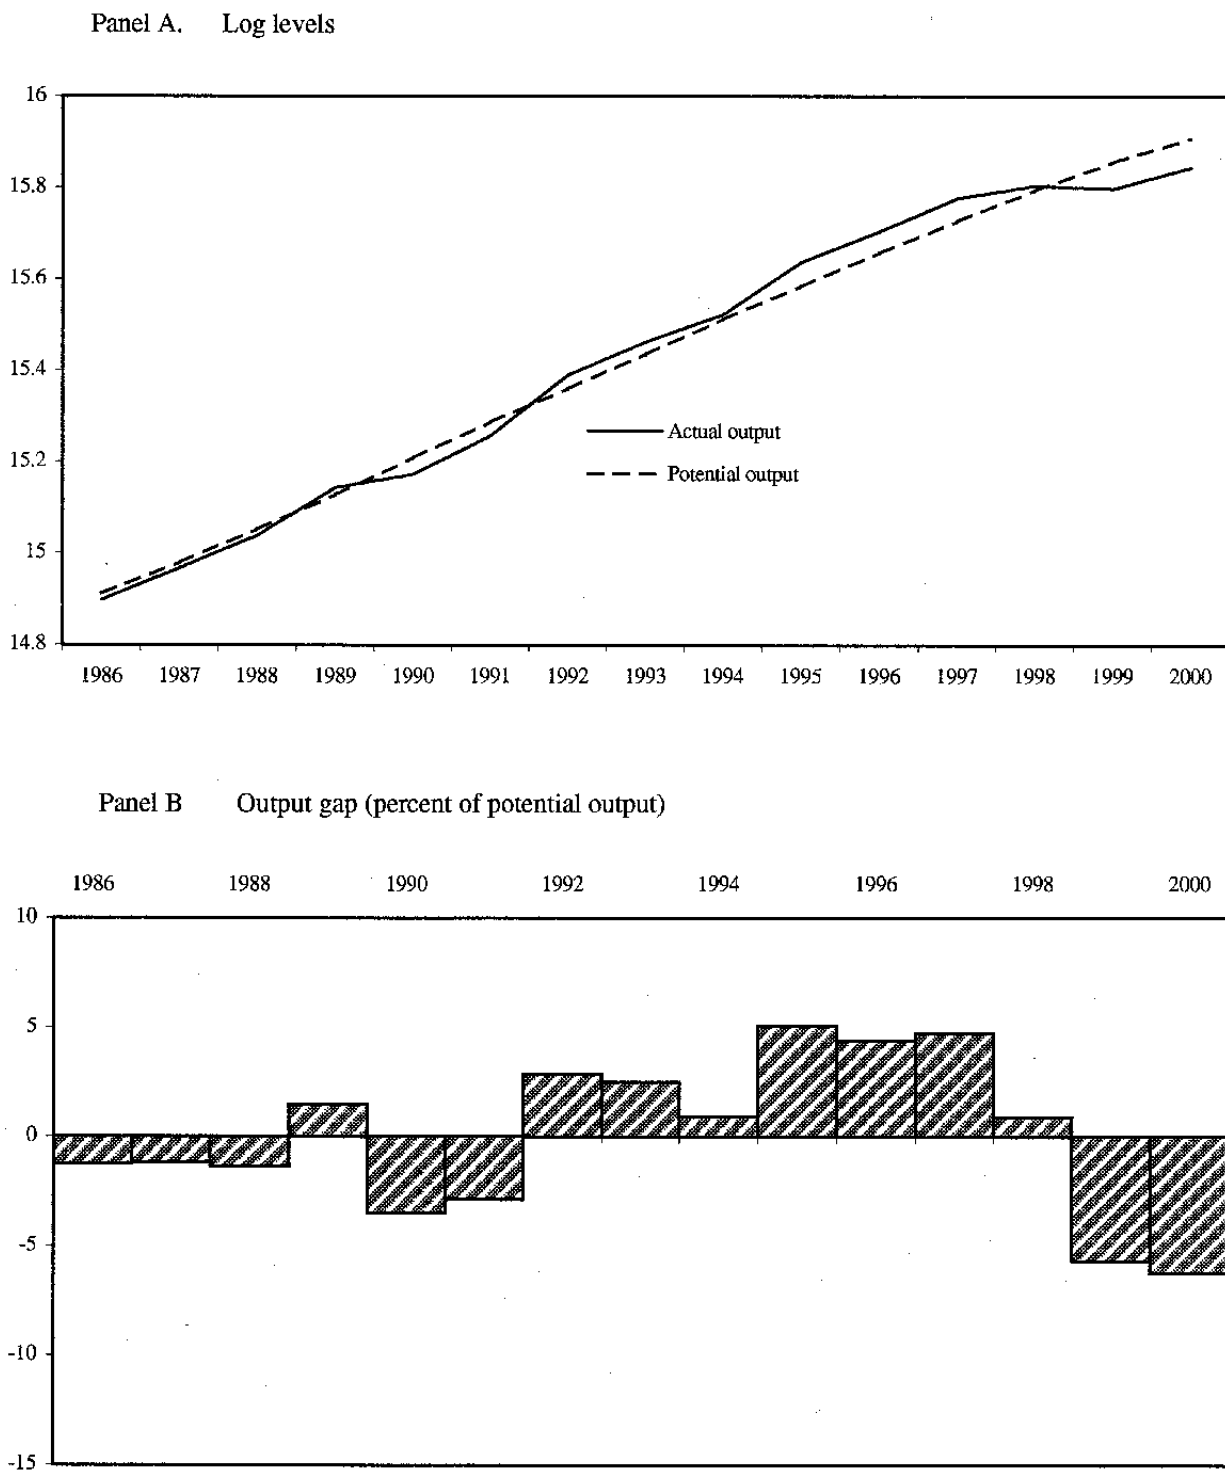 Panel A. Log levels
16
15.8
15.6
15.4
15.2
15
14.8
Actual output
Potential output
1986 1987 1988 1989 1990 1991 1992 1993 1994 1995 1996 1997 1998 1999 2000
Panel B Output gap (percent of potential output)
1986 1988 1990 1992 1994 1996 1998 2000
10
5
0
-5
-10
-15